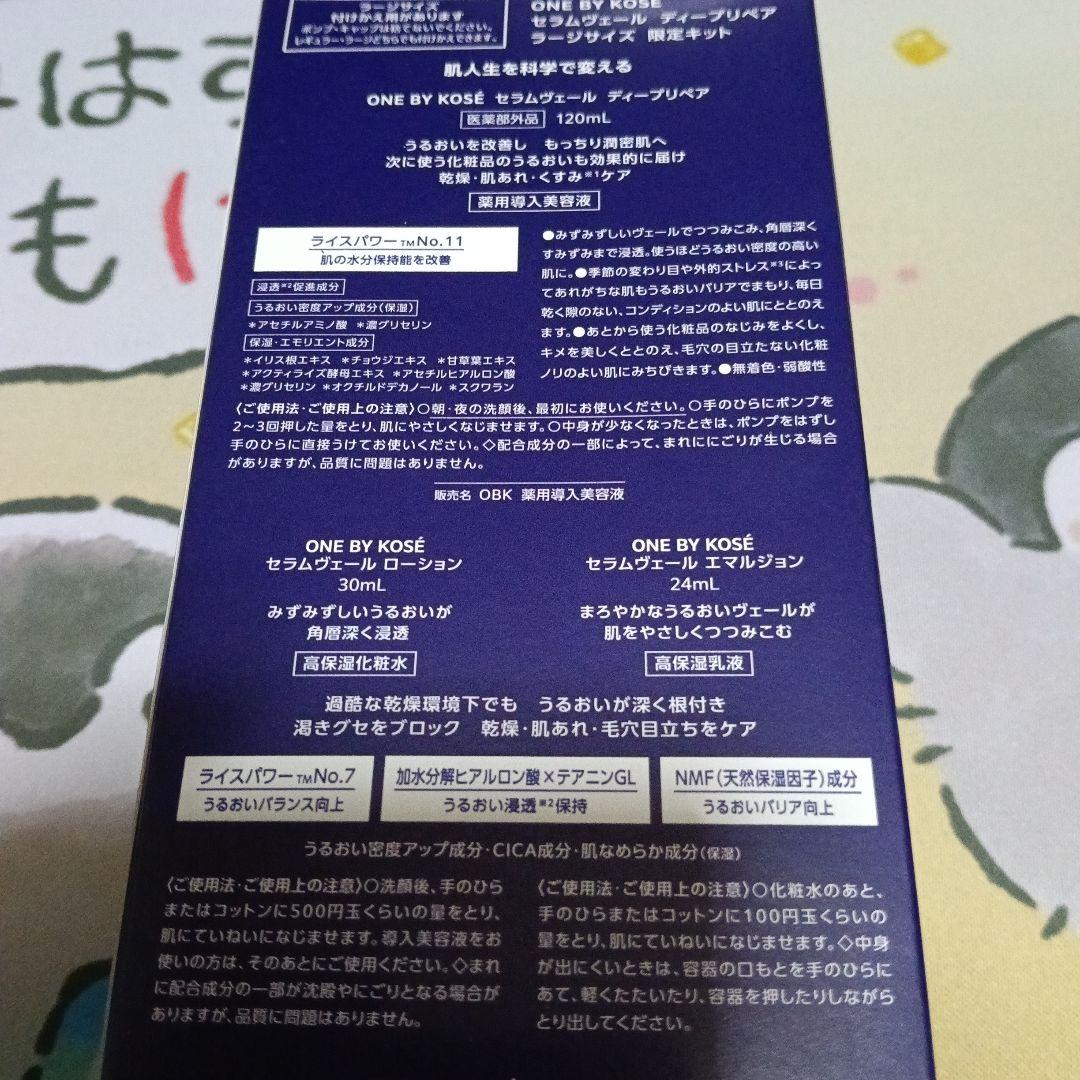 ラージサイズ
付けかえ用があります
ポンプ・キャップは捨てないでください。
レギュラー・ラージどちらでも付けかえできます。
ONE BY KOSÉ
セラムヴェール ディープリペア
ラージサイズ 限定キット
肌人生を科学で変える
ONE BY KOSÉ セラムヴェール ディープリペア
医薬部外品 120mL
うるおいを改善し もっちり潤密肌へ
次に使う化粧品のうるおいも効果的に届け
乾燥・肌あれ・くすみ※1ケア
薬用導入美容液
ライスパワー™No.11
肌の水分保持能を改善
浸透※2促進成分
うるおい密度アップ成分(保湿)
＊アセチルアミノ酸 ＊濃グリセリン
保湿・エモリエント成分
＊イリス根エキス ＊チョウジエキス ＊甘草葉エキス
＊アクティライズ酵母エキス ＊アセチルヒアルロン酸
＊濃グリセリン ＊オクチルドデカノール ＊スクワラン
●みずみずしいヴェールでつつみこみ、角層深く
すみずみまで浸透。使うほどうるおい密度の高い
肌に。●季節の変わり目や外的ストレス※3によっ
てあれがちな肌もうるおいバリアでまもり、毎日
乾く隙のない、コンディションのよい肌にととのえ
ます。●あとから使う化粧品のなじみをよくし、
キメを美しくととのえ、毛穴の目立たない化粧
ノリのよい肌にみちびきます。●無着色・弱酸性
〈ご使用法・ご使用上の注意〉○朝・夜の洗顔後、最初にお使いください。○手のひらにポンプを
2～3回押した量をとり、肌にやさしくなじませます。○中身が少なくなったときは、ポンプをはずし
手のひらに直接うけてお使いください。◇配合成分の一部によって、まれににごりが生じる場合
がありますが、品質に問題はありません。
販売名 OBK 薬用導入美容液
ONE BY KOSÉ
セラムヴェール ローション
30mL
みずみずしいうるおいが
角層深く浸透
高保湿化粧水
ONE BY KOSÉ
セラムヴェール エマルジョン
24mL
まろやかなうるおいヴェールが
肌をやさしくつつみこむ
高保湿乳液
過酷な乾燥環境下でも うるおいが深く根付き
渇きグセをブロック 乾燥・肌あれ・毛穴目立ちをケア
ライスパワー™No.7
うるおいバランス向上
加水分解ヒアルロン酸×テアニンGL
うるおい浸透※2保持
NMF(天然保湿因子)成分
うるおいバリア向上
うるおい密度アップ成分・CICA成分・肌なめらか成分(保湿)
〈ご使用法・ご使用上の注意〉○洗顔後、手のひら
またはコットンに500円玉くらいの量をとり、
肌にていねいになじませます。導入美容液をお
使いの方は、そのあとにご使用ください。◇まれ
に配合成分の一部が沈殿やにごりとなる場合が
ありますが、品質に問題はありません。
〈ご使用法・ご使用上の注意〉○化粧水のあと、
手のひらまたはコットンに100円玉くらいの
量をとり、肌にていねいになじませます。◇中身
が出にくいときは、容器の口もとを手のひらに
あて、軽くたたいたり、容器を押したりしながら
とり出してください。
はす
も